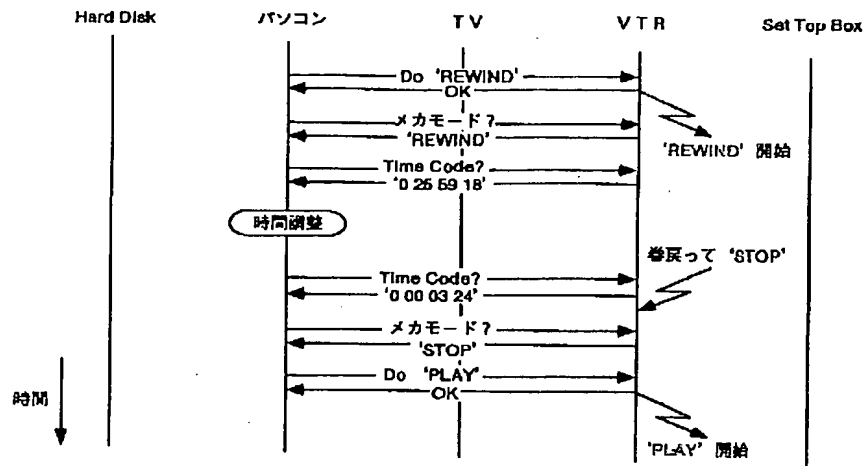 Hard Disk
パソコン
TV
VTR
Set Top Box
Do 'REWIND'
OK
メカモード?
'REWIND'
'REWIND' 開始
Time Code?
'0 25 59 18'
時間調整
巻戻って 'STOP'
Time Code?
'0 00 03 24'
メカモード?
'STOP'
Do 'PLAY'
OK
時間
'PLAY' 開始